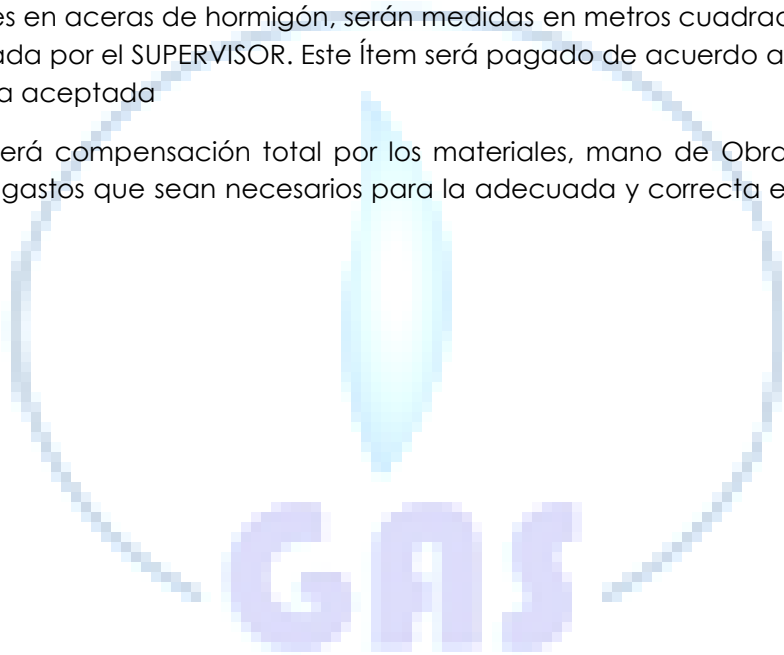 es en aceras de hormigón, serán medidas en metros cuadrad
ada por el SUPERVISOR. Este Ítem será pagado de acuerdo a
a aceptada
erá compensación total por los materiales, mano de Obra
gastos que sean necesarios para la adecuada y correcta e
GAS